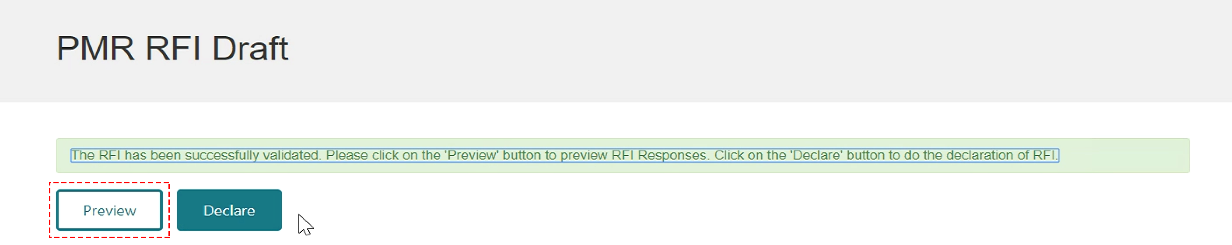 PMR RFI Draft
The RFI has been successfully validated. Please click on the 'Preview' button to preview RFI Responses. Click on the 'Declare' button to do the declaration of RFI.
Preview Declare